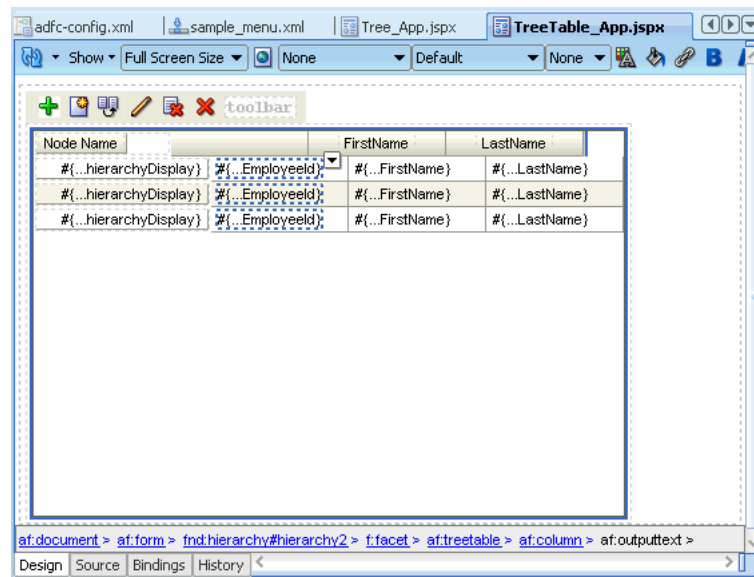 adfc-config.xml sample_menu.xml Tree_App.jspx TreeTable_App.jspx
Show Full Screen Size None Default None B
toolbar
Node Name FirstName LastName
#{...hierarchyDisplay} #{...EmployeeId} #{...FirstName} #{...LastName}
#{...hierarchyDisplay} #{...EmployeeId} #{...FirstName} #{...LastName}
#{...hierarchyDisplay} #{...EmployeeId} #{...FirstName} #{...LastName}
af:document > af:form > fnd:hierarchy#hierarchy2 > f:facet > af:treetable > af:column > af:outputtext >
Design Source Bindings History